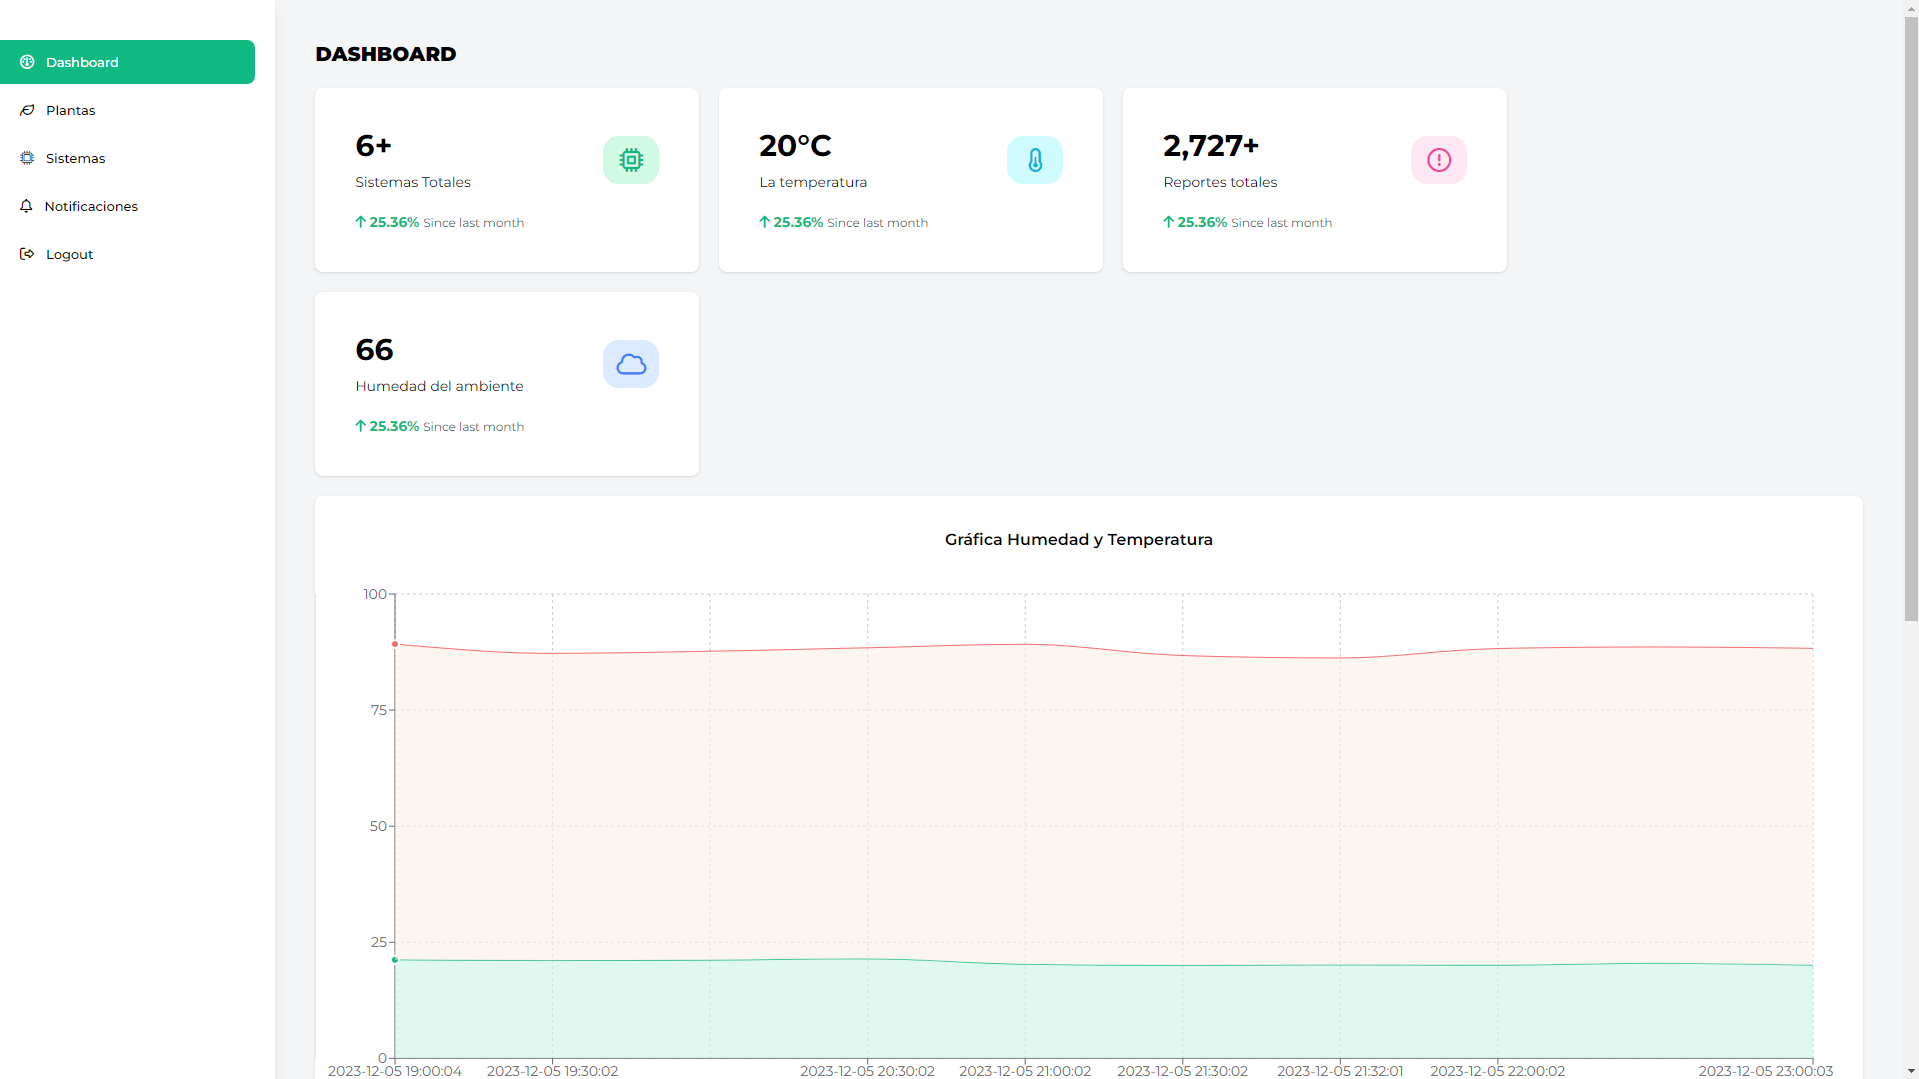 Dashboard
Plantas
Sistemas
Notificaciones
Logout
DASHBOARD
6+
Sistemas Totales
25.36% Since last month
20°C
La temperatura
25.36% Since last month
2,727+
Reportes totales
25.36% Since last month
66
Humedad del ambiente
25.36% Since last month
Gráfica Humedad y Temperatura
100
75
50
25
0
2023-12-05 19:00:04 2023-12-05 19:30:02 2023-12-05 20:30:02 2023-12-05 21:00:02 2023-12-05 21:30:02 2023-12-05 21:32:01 2023-12-05 22:00:02 2023-12-05 23:00:03